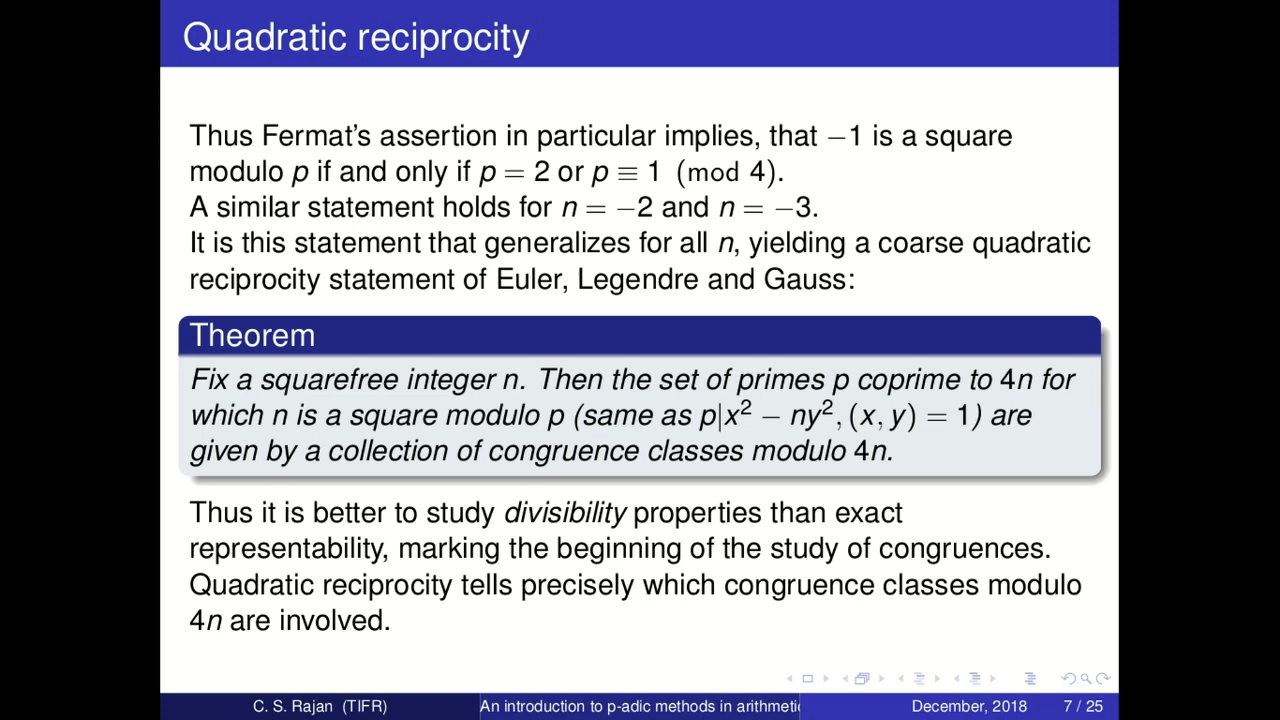 Quadratic reciprocity
Thus Fermat's assertion in particular implies, that −1 is a square
modulo p if and only if p = 2 or p ≡ 1 (mod 4).
A similar statement holds for n = −2 and n = −3.
It is this statement that generalizes for all n, yielding a coarse quadratic
reciprocity statement of Euler, Legendre and Gauss:
Theorem
Fix a squarefree integer n. Then the set of primes p coprime to 4n for
which n is a square modulo p (same as p|x² − ny², (x, y) = 1) are
given by a collection of congruence classes modulo 4n.
Thus it is better to study divisibility properties than exact
representability, marking the beginning of the study of congruences.
Quadratic reciprocity tells precisely which congruence classes modulo
4n are involved.
C. S. Rajan (TIFR) An introduction to p-adic methods in arithmetic December, 2018 7 / 25